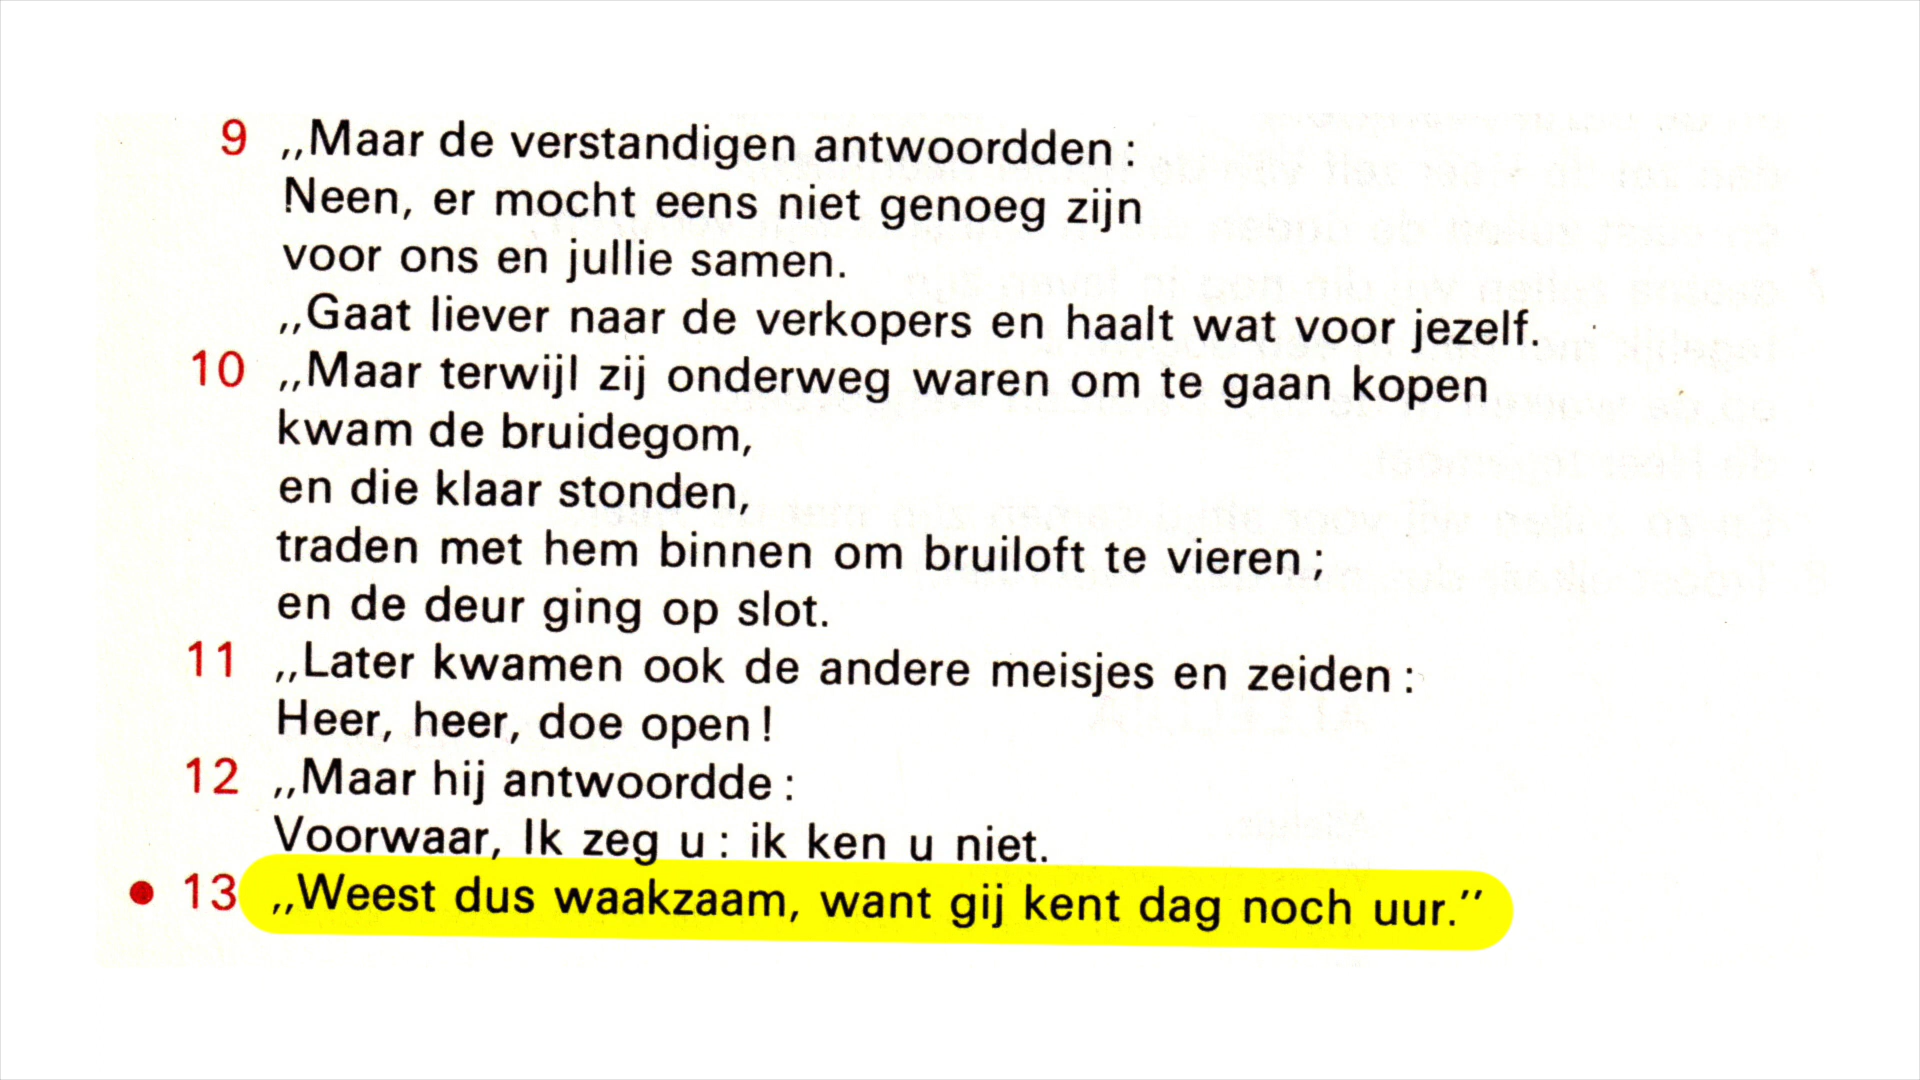 9 „Maar de verstandigen antwoordden :
Neen, er mocht eens niet genoeg zijn
voor ons en jullie samen.
„Gaat liever naar de verkopers en haalt wat voor jezelf.
10 „Maar terwijl zij onderweg waren om te gaan kopen
kwam de bruidegom,
en die klaar stonden,
traden met hem binnen om bruiloft te vieren ;
en de deur ging op slot.
11 „Later kwamen ook de andere meisjes en zeiden :
Heer, heer, doe open !
12 „Maar hij antwoordde :
Voorwaar, Ik zeg u : ik ken u niet.
• 13 „Weest dus waakzaam, want gij kent dag noch uur.”